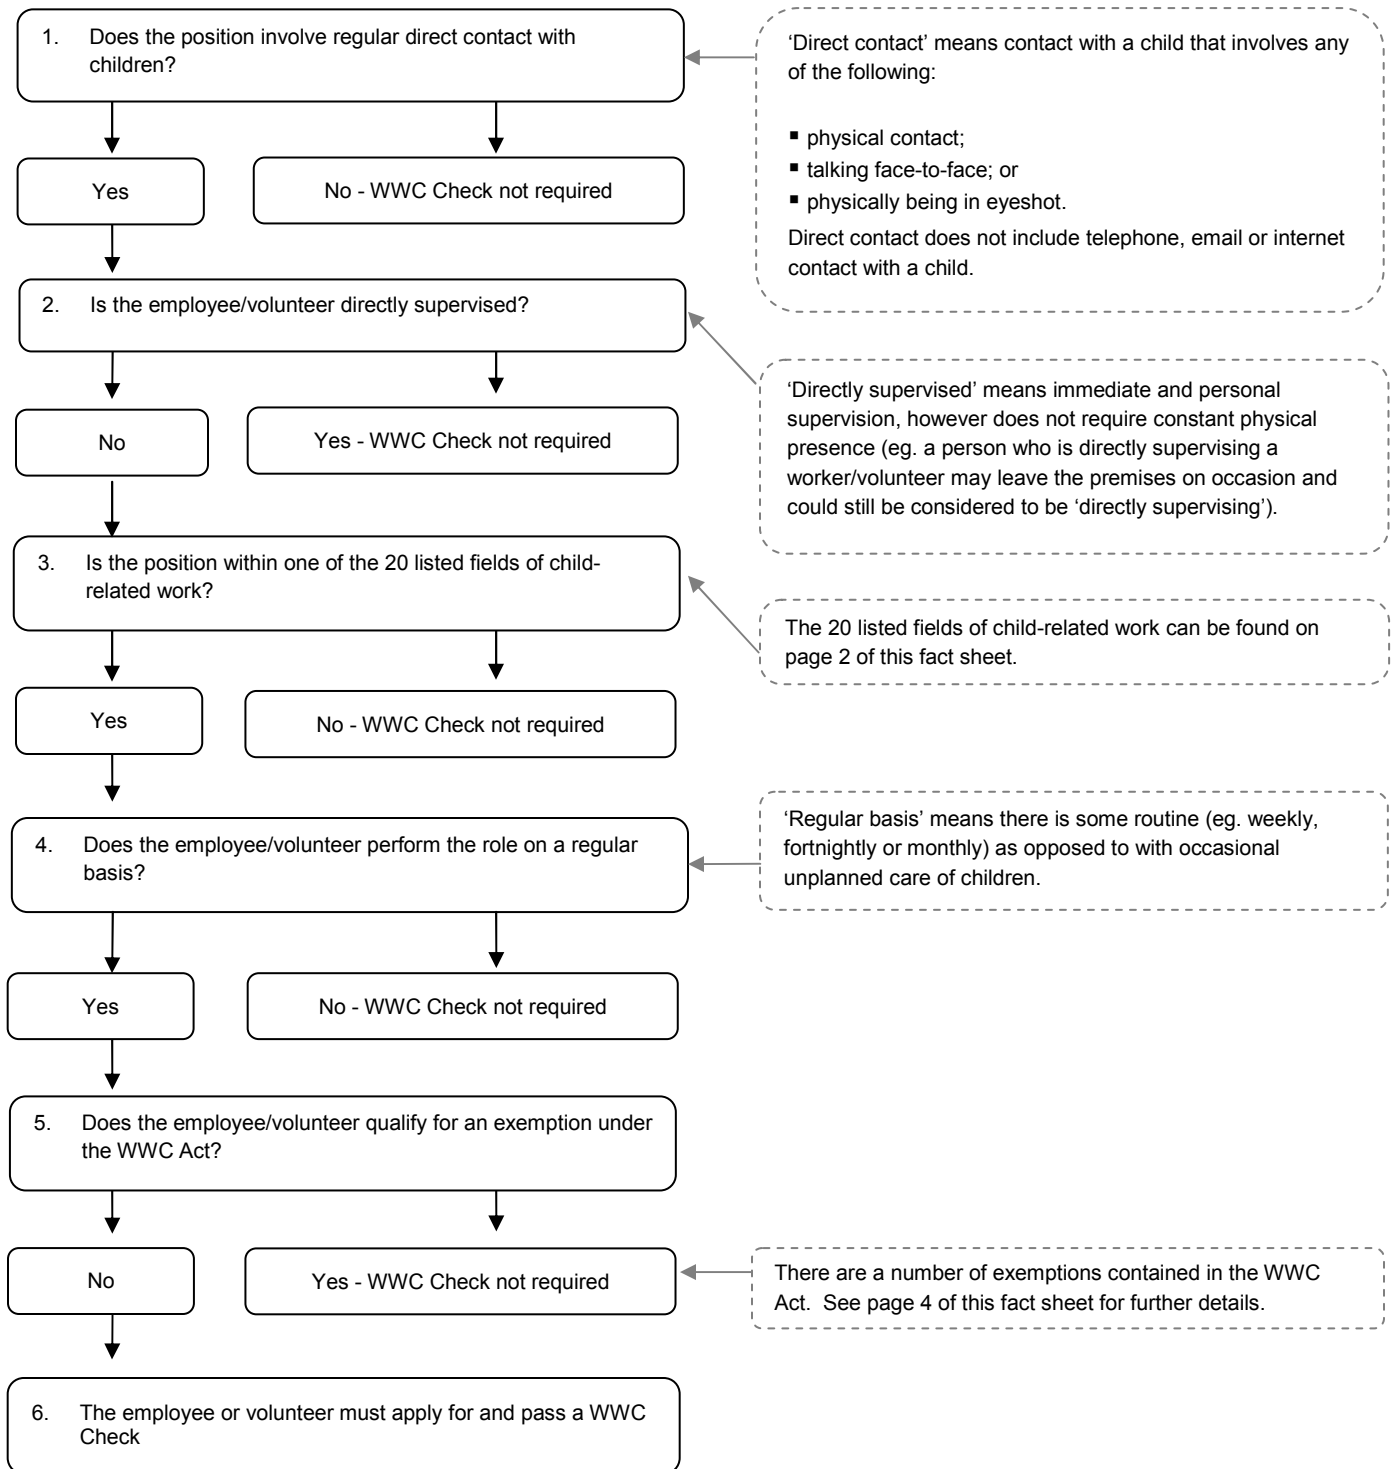 1. Does the position involve regular direct contact with
children?
‘Direct contact’ means contact with a child that involves any
of the following:
▪ physical contact;
▪ talking face-to-face; or
▪ physically being in eyeshot.
Direct contact does not include telephone, email or internet
contact with a child.
Yes
No - WWC Check not required
2. Is the employee/volunteer directly supervised?
‘Directly supervised’ means immediate and personal
supervision, however does not require constant physical
presence (eg. a person who is directly supervising a
worker/volunteer may leave the premises on occasion and
could still be considered to be ‘directly supervising’).
No
Yes - WWC Check not required
3. Is the position within one of the 20 listed fields of child-
related work?
The 20 listed fields of child-related work can be found on
page 2 of this fact sheet.
Yes
No - WWC Check not required
4. Does the employee/volunteer perform the role on a regular
basis?
‘Regular basis’ means there is some routine (eg. weekly,
fortnightly or monthly) as opposed to with occasional
unplanned care of children.
Yes
No - WWC Check not required
5. Does the employee/volunteer qualify for an exemption under
the WWC Act?
No
Yes - WWC Check not required
There are a number of exemptions contained in the WWC
Act. See page 4 of this fact sheet for further details.
6. The employee or volunteer must apply for and pass a WWC
Check